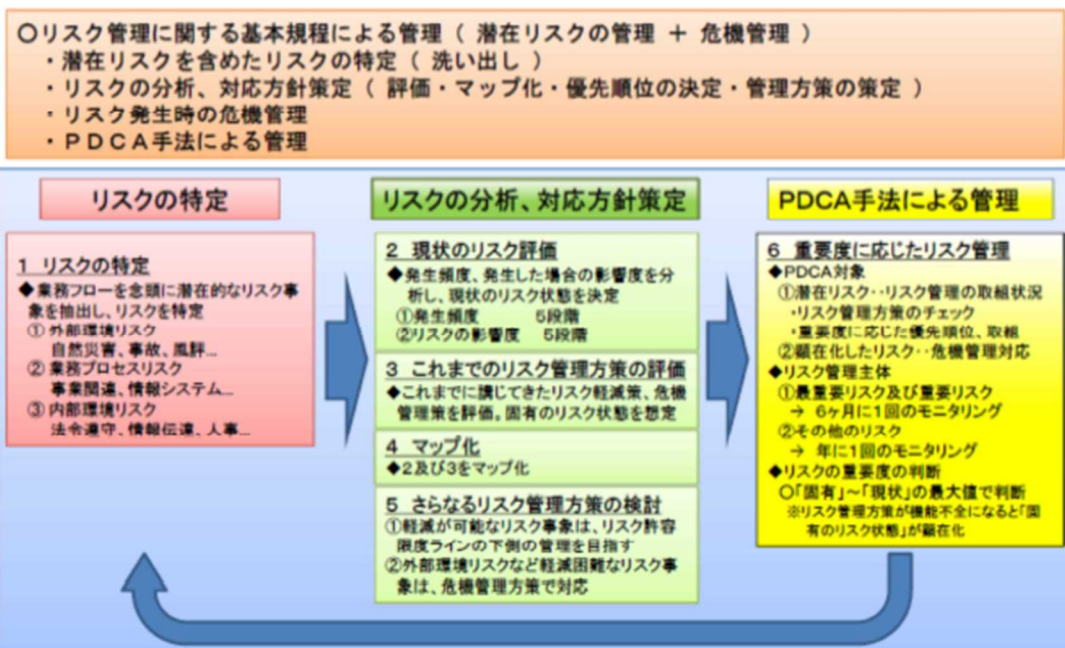 〇リスク管理に関する基本規程による管理（ 潜在リスクの管理 ＋ 危機管理 ）
・潜在リスクを含めたリスクの特定（ 洗い出し ）
・リスクの分析、対応方針策定（ 評価・マップ化・優先順位の決定・管理方策の策定 ）
・リスク発生時の危機管理
・ＰＤＣＡ手法による管理
リスクの特定
1 リスクの特定
◆業務フローを念頭に潜在的なリスク事
象を抽出し、リスクを特定
① 外部環境リスク
自然災害、事故、風評…
② 業務プロセスリスク
事業関連、情報システム…
③ 内部環境リスク
法令遵守、情報伝達、人事…
リスクの分析、対応方針策定
2 現状のリスク評価
◆発生頻度、発生した場合の影響度を分
析し、現状のリスク状態を決定
①発生頻度 5段階
②リスクの影響度 5段階
3 これまでのリスク管理方策の評価
◆これまでに講じてきたリスク軽減策、危機
管理策を評価。固有のリスク状態を想定
4 マップ化
◆2及び3をマップ化
5 さらなるリスク管理方策の検討
①軽減が可能なリスク事象は、リスク許容
限度ラインの下側の管理を目指す
②外部環境リスクなど軽減困難なリスク事
象は、危機管理方策で対応
PDCA手法による管理
6 重要度に応じたリスク管理
◆PDCA対象
①潜在リスク‥リスク管理の取組状況
・リスク管理方策のチェック
・重要度に応じた優先順位、取組
②顕在化したリスク‥危機管理対応
◆リスク管理主体
①最重要リスク及び重要リスク
→ 6ヶ月に1回のモニタリング
②その他のリスク
→ 年に1回のモニタリング
◆リスクの重要度の判断
〇「固有」～「現状」の最大値で判断
※リスク管理方策が機能不全になると「固
有のリスク状態」が顕在化